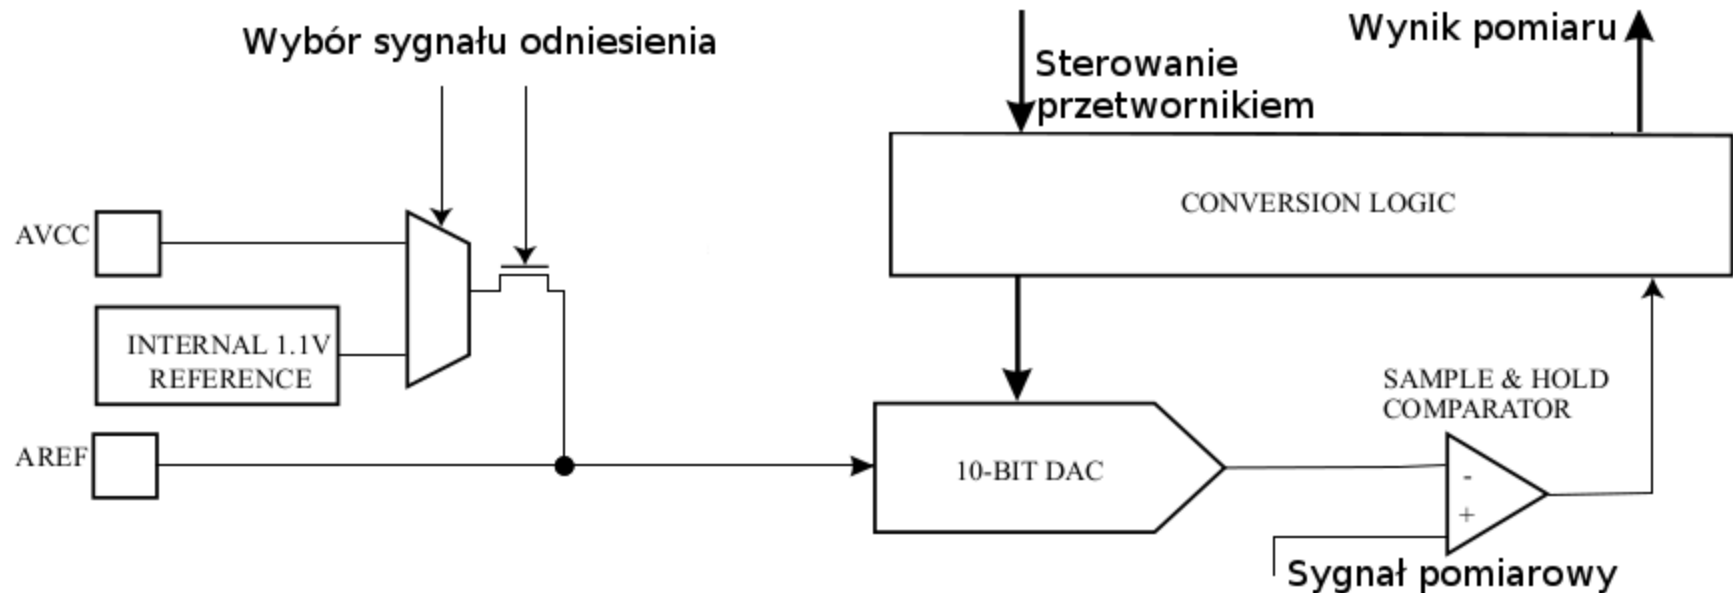 Wybór sygnału odniesienia
Sterowanie
przetwornikiem
Wynik pomiaru
CONVERSION LOGIC
AVCC
INTERNAL 1.1V
REFERENCE
AREF
10-BIT DAC
SAMPLE & HOLD
COMPARATOR
-
+
Sygnał pomiarowy